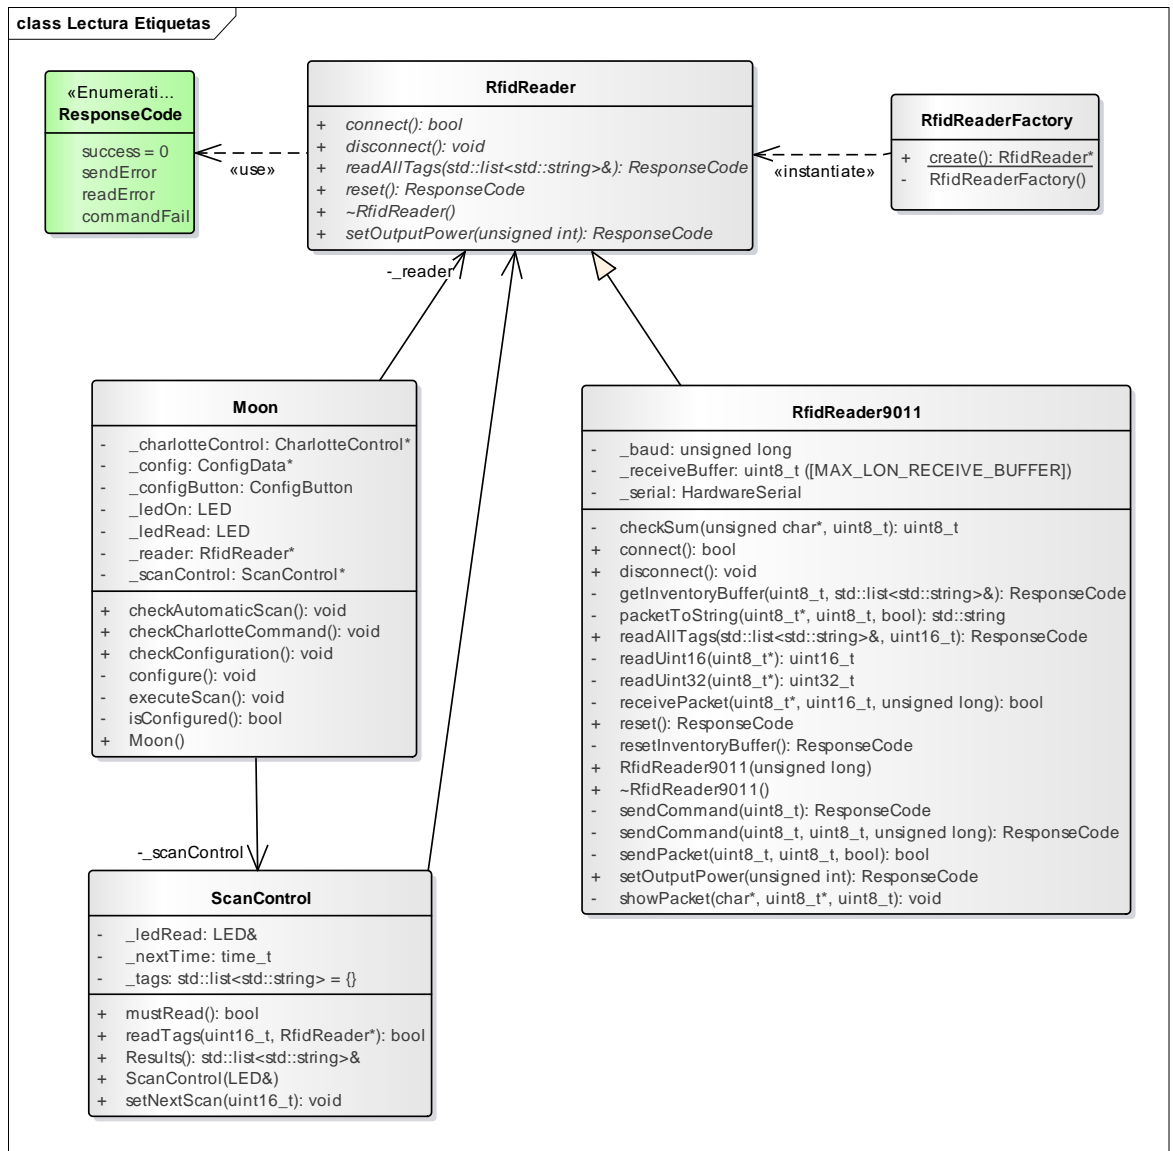 class Lectura Etiquetas
«Enumerati...
ResponseCode
success = 0
sendError
readError
commandFail
«use»
RfidReader
+ connect(): bool
+ disconnect(): void
+ readAllTags(std::list<std::string>&): ResponseCode
+ reset(): ResponseCode
+ ~RfidReader()
+ setOutputPower(unsigned int): ResponseCode
«instantiate»
RfidReaderFactory
+ create(): RfidReader*
- RfidReaderFactory()
-_reader
Moon
- _charlotteControl: CharlotteControl*
- _config: ConfigData*
- _configButton: ConfigButton
- _ledOn: LED
- _ledRead: LED
- _reader: RfidReader*
- _scanControl: ScanControl*
+ checkAutomaticScan(): void
+ checkCharlotteCommand(): void
+ checkConfiguration(): void
- configure(): void
- executeScan(): void
- isConfigured(): bool
+ Moon()
RfidReader9011
- _baud: unsigned long
- _receiveBuffer: uint8_t ([MAX_LON_RECEIVE_BUFFER])
- _serial: HardwareSerial
- checkSum(unsigned char*, uint8_t): uint8_t
+ connect(): bool
+ disconnect(): void
- getInventoryBuffer(uint8_t, std::list<std::string>&): ResponseCode
- packetToString(uint8_t*, uint8_t, bool): std::string
+ readAllTags(std::list<std::string>&, uint16_t): ResponseCode
- readUint16(uint8_t*): uint16_t
- readUint32(uint8_t*): uint32_t
- receivePacket(uint8_t*, uint16_t, unsigned long): bool
+ reset(): ResponseCode
- resetInventoryBuffer(): ResponseCode
+ RfidReader9011(unsigned long)
+ ~RfidReader9011()
- sendCommand(uint8_t): ResponseCode
- sendCommand(uint8_t, uint8_t, unsigned long): ResponseCode
- sendPacket(uint8_t, uint8_t, bool): bool
+ setOutputPower(unsigned int): ResponseCode
- showPacket(char*, uint8_t*, uint8_t): void
-_scanControl
ScanControl
- _ledRead: LED&
- _nextTime: time_t
- _tags: std::list<std::string> = {}
+ mustRead(): bool
+ readTags(uint16_t, RfidReader*): bool
+ Results(): std::list<std::string>&
+ ScanControl(LED&)
+ setNextScan(uint16_t): void